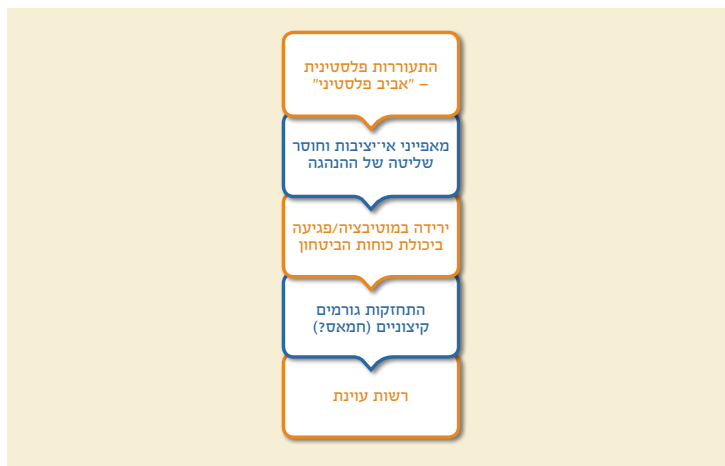 התעוררות פלסטינית
– "אביב פלסטיני"
מאפייני אי־יציבות וחוסר
שליטה של ההנהגה
ירידה במוטיבציה/פגיעה
ביכולת כוחות הביטחון
התחזקות גורמים
קיצוניים (חמאס?)
רשות עוינת